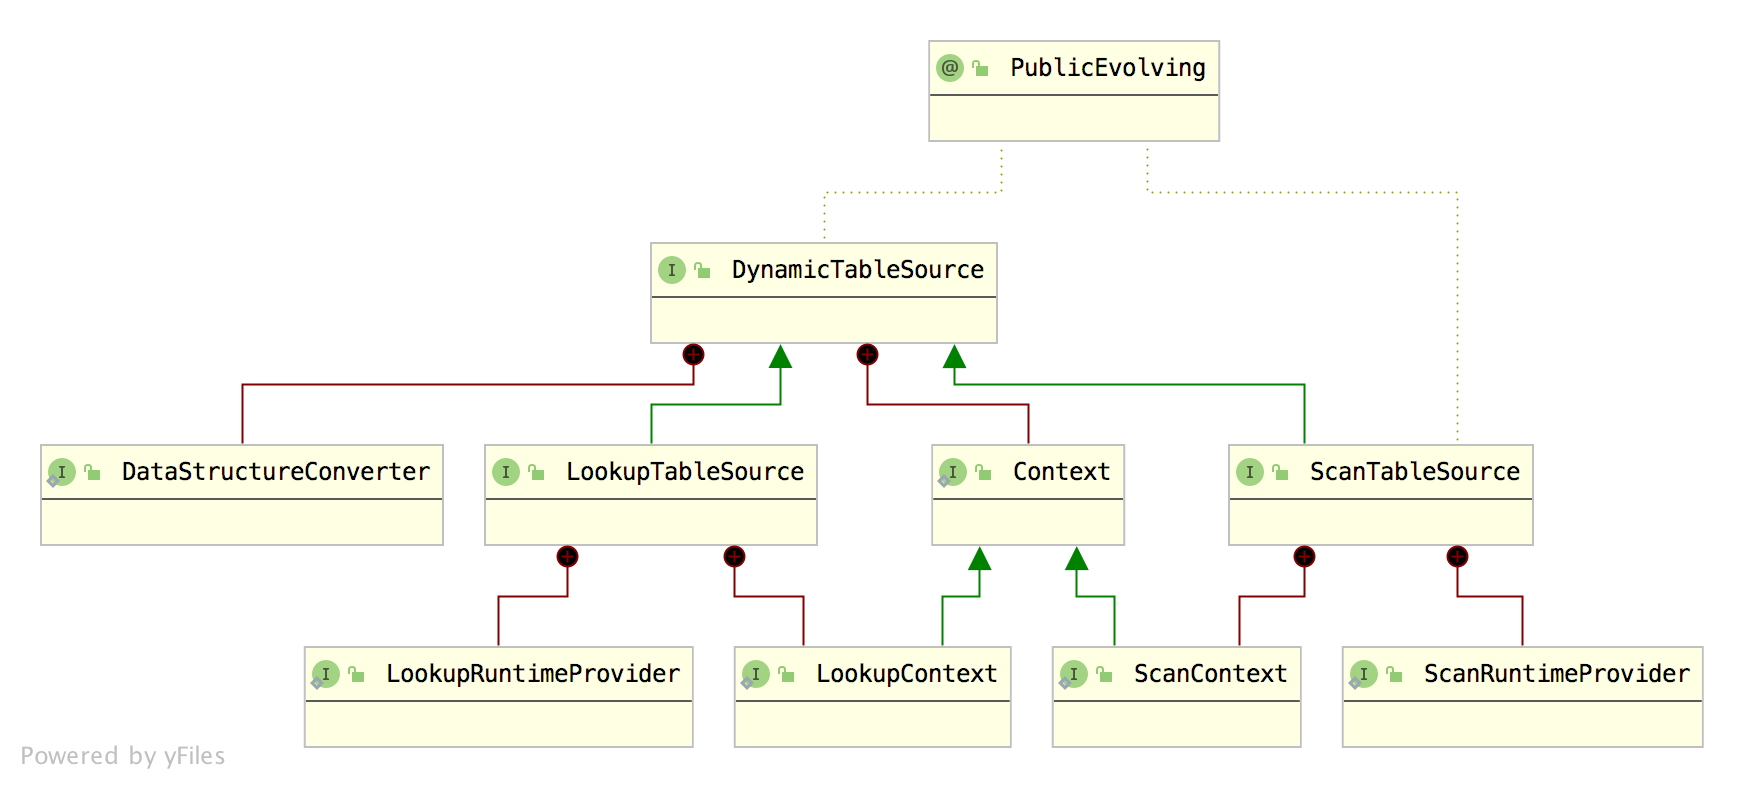 @ PublicEvolving
I DynamicTableSource
I DataStructureConverter
I LookupTableSource
I Context
I ScanTableSource
I LookupRuntimeProvider
I LookupContext
I ScanContext
I ScanRuntimeProvider
Powered by yFiles